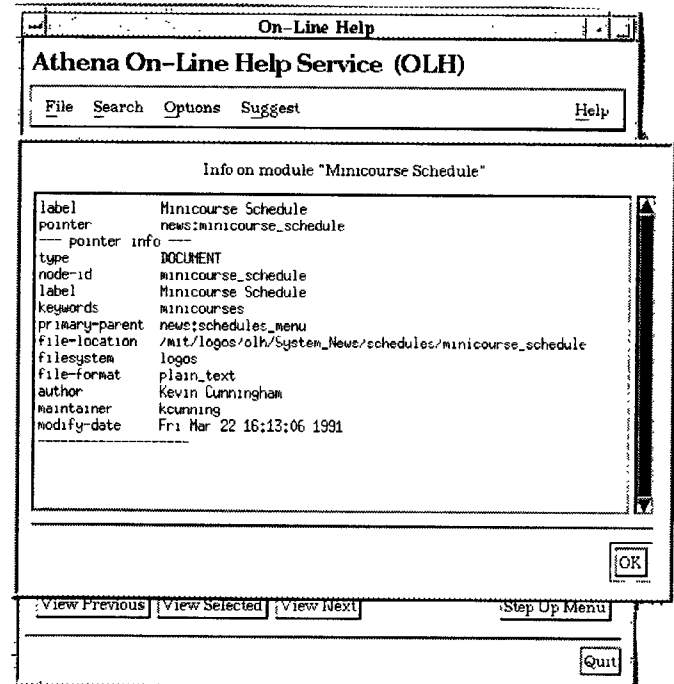 On-Line Help
Athena On-Line Help Service (OLH)
File Search Options Suggest Help
Info on module "Minicourse Schedule"
label Minicourse Schedule
pointer news:minicourse_schedule
--- pointer info ---
type DOCUMENT
node-id minicourse_schedule
label Minicourse Schedule
keywords minicourses
primary-parent news:schedules_menu
file-location /mit/logos/olh/System_News/schedules/minicourse_schedule
filesystem logos
file-format plain_text
author Kevin Cunningham
maintainer kcunning
modify-date Fri Mar 22 16:13:06 1991
--------------------
OK
View Previous View Selected View Next Step Up Menu
Quit